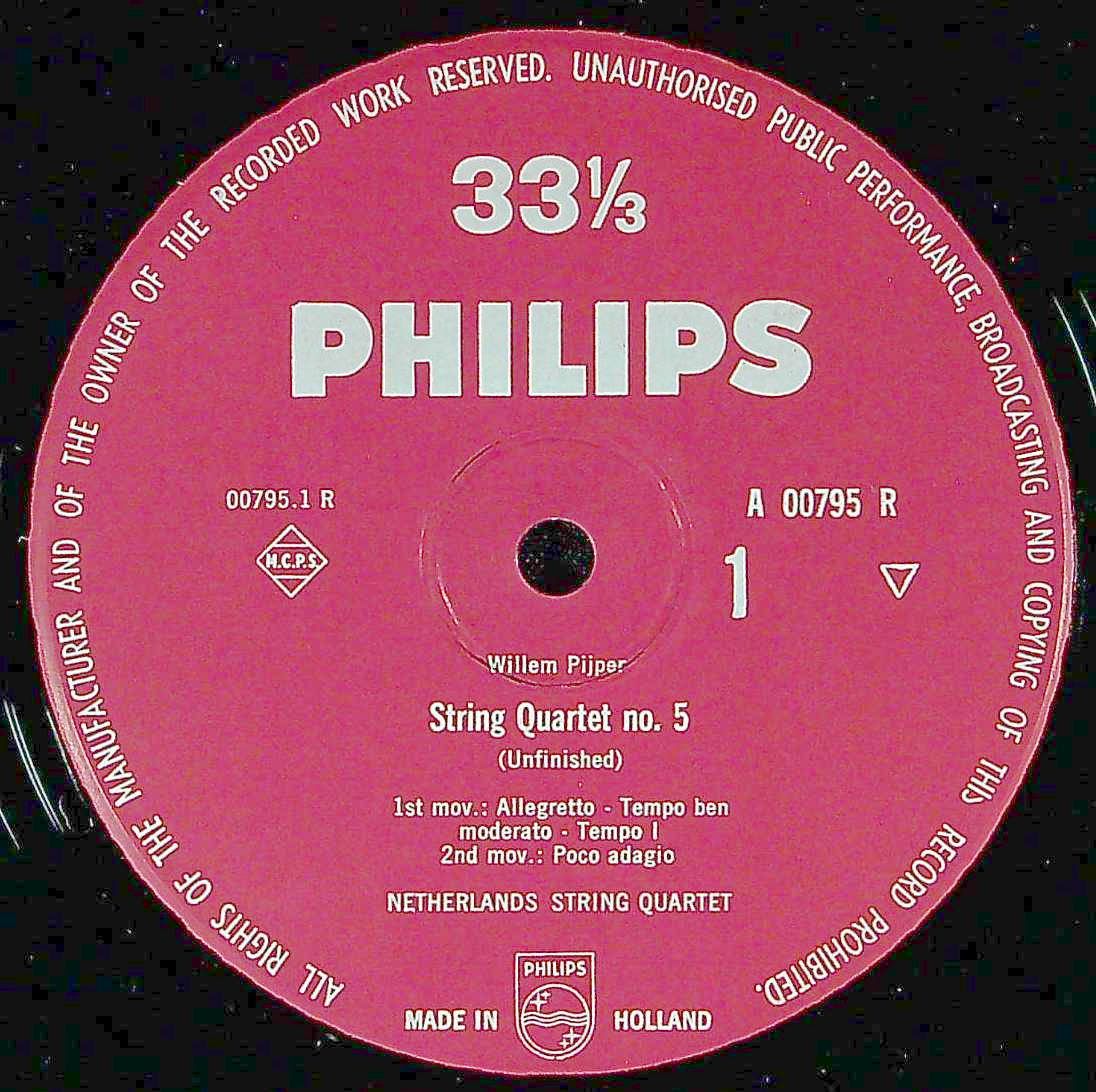 ALL RIGHTS OF THE MANUFACTURER AND OF THE OWNER OF THE RECORDED WORK RESERVED. UNAUTHORISED PUBLIC PERFORMANCE, BROADCASTING AND COPYING OF THIS RECORD PROHIBITED.
33⅓
PHILIPS
00795.1 R
A 00795 R
M.C.P.S.
1
Willem Pijper
String Quartet no. 5
(Unfinished)
1st mov.: Allegretto - Tempo ben
moderato - Tempo I
2nd mov.: Poco adagio
NETHERLANDS STRING QUARTET
PHILIPS
MADE IN HOLLAND